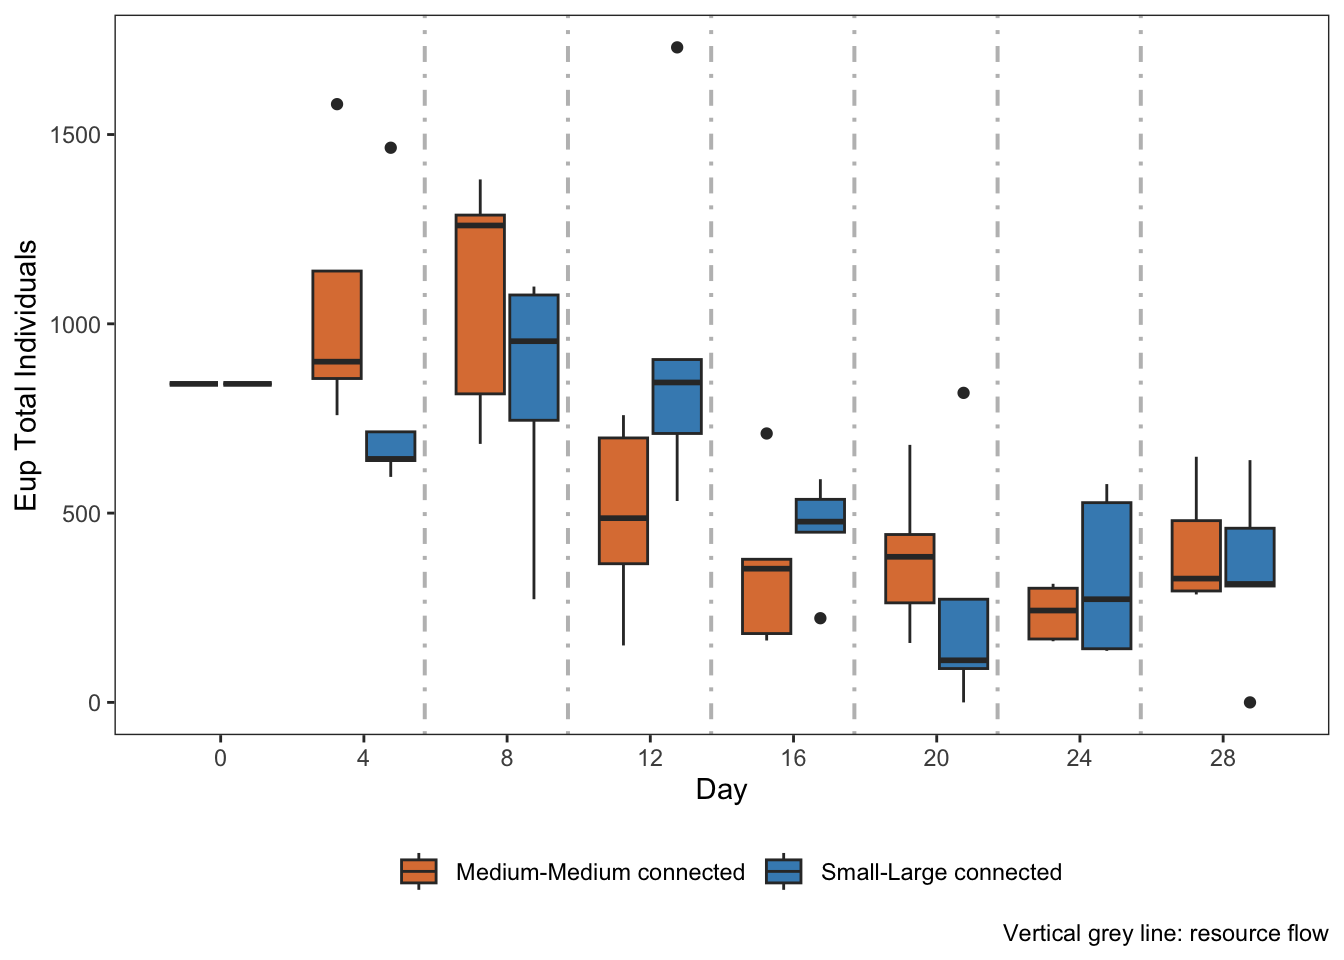 Eup Total Individuals
1500
1000
500
0
0 4 8 12 16 20 24 28
Day
Medium-Medium connected Small-Large connected
Vertical grey line: resource flow